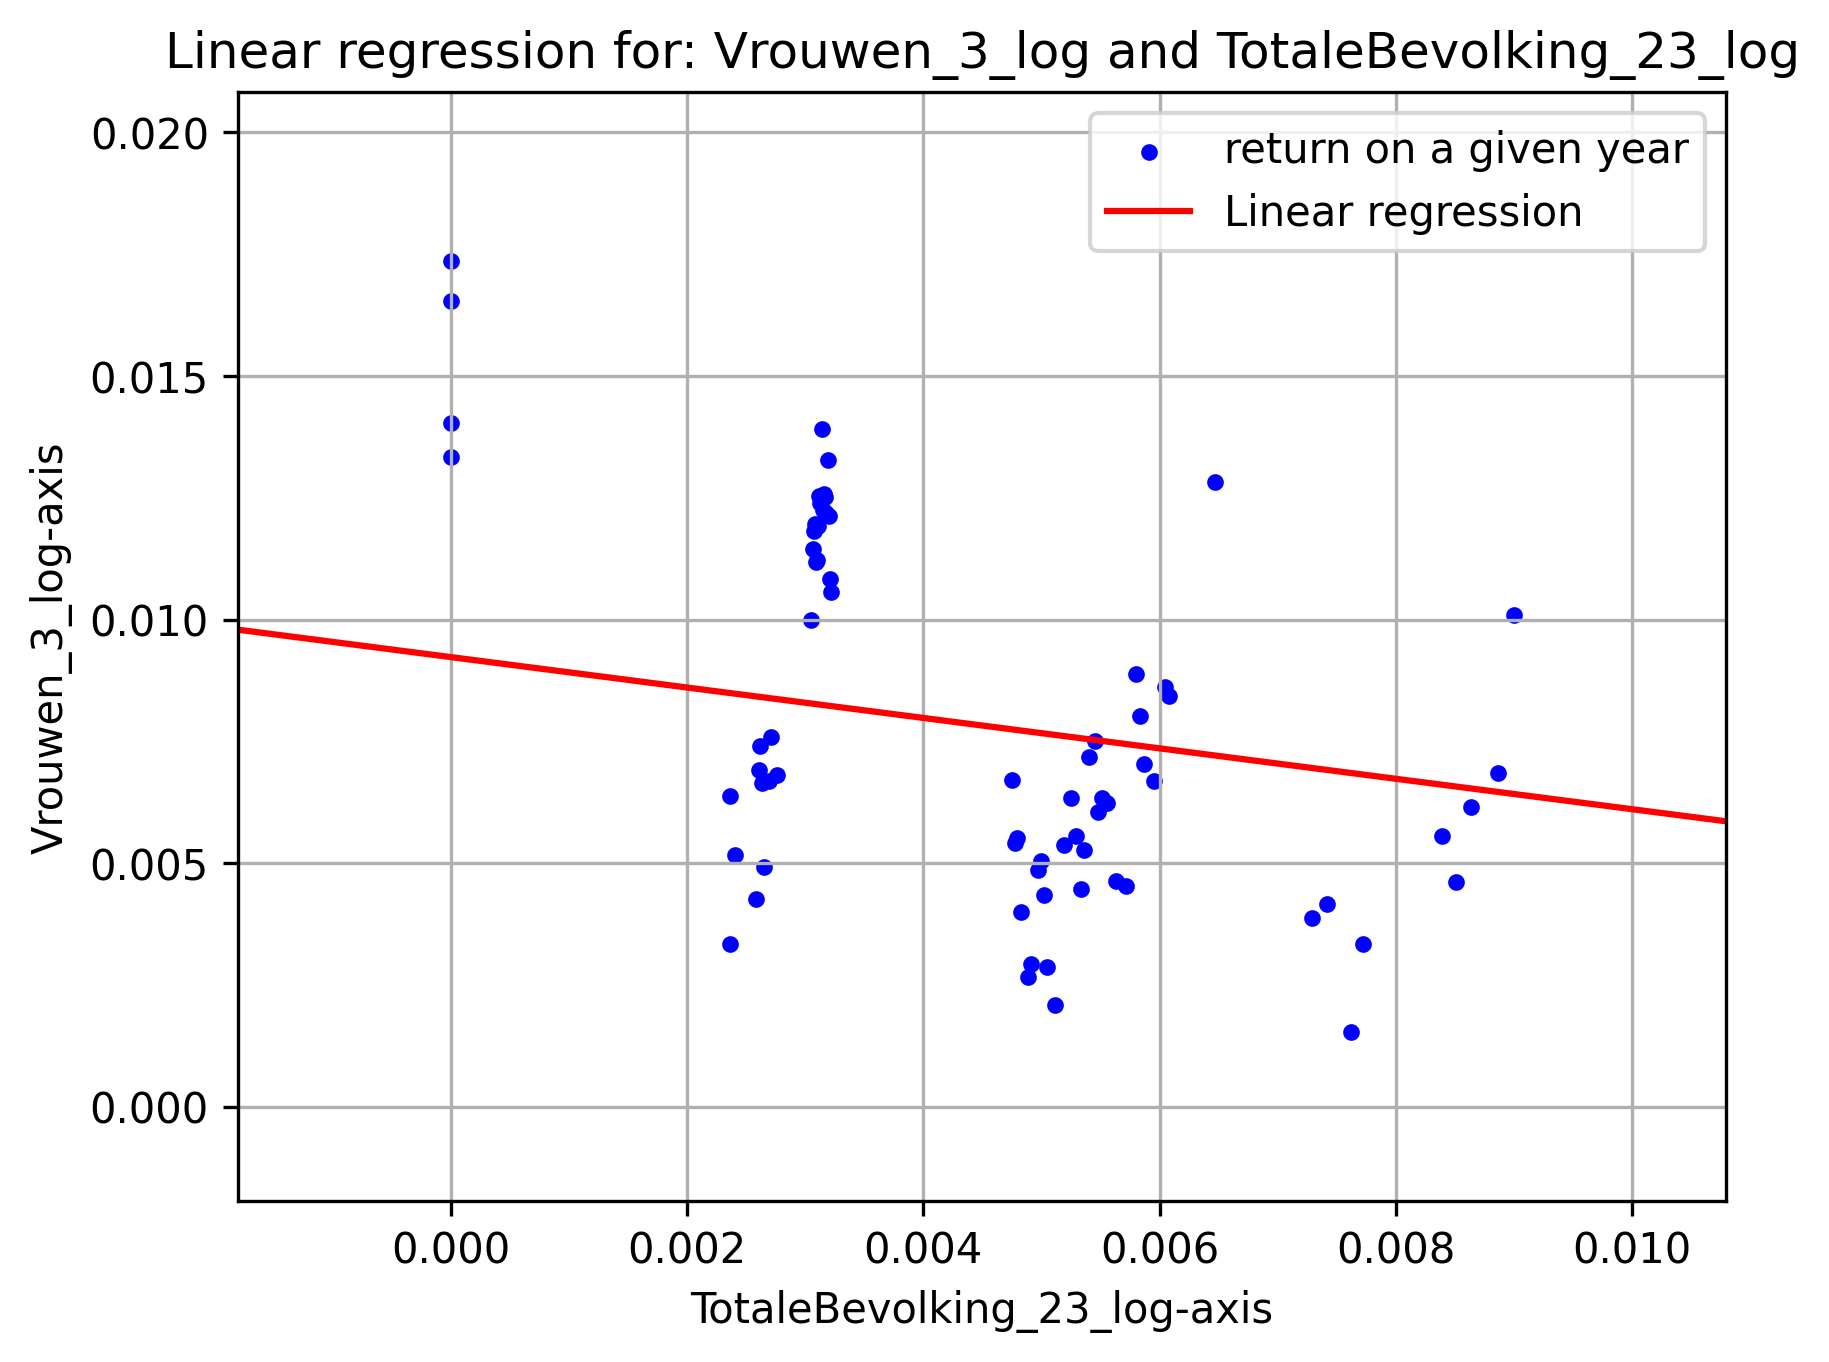 Linear regression for: Vrouwen_3_log and TotaleBevolking_23_log
return on a given year
Linear regression
Vrouwen_3_log-axis
0.020
0.015
0.010
0.005
0.000
0.000 0.002 0.004 0.006 0.008 0.010
TotaleBevolking_23_log-axis